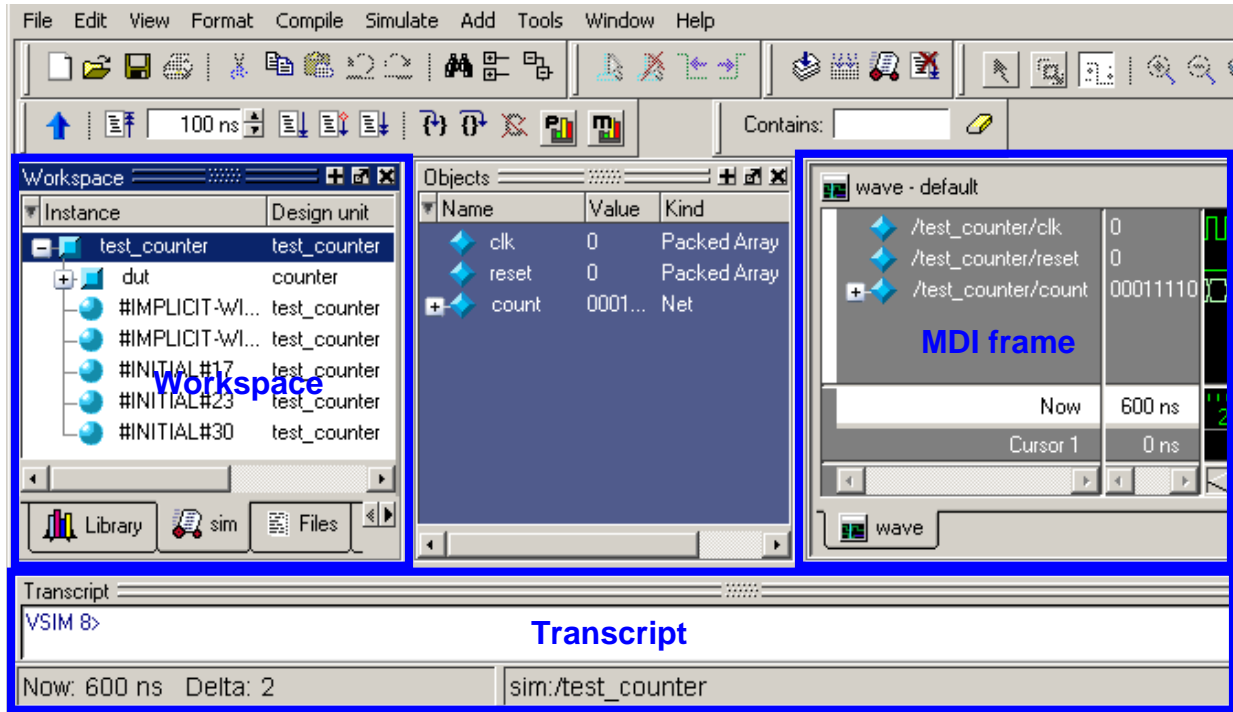 File Edit View Format Compile Simulate Add Tools Window Help
100 ns
Contains:
Workspace
Instance Design unit
test_counter test_counter
dut counter
#IMPLICIT-WI... test_counter
#IMPLICIT-WI... test_counter
#INITIAL#17 test_counter
#INITIAL#23 test_counter
#INITIAL#30 test_counter
Workspace
Library sim Files
Objects
Name Value Kind
clk 0 Packed Array
reset 0 Packed Array
count 0001... Net
wave - default
/test_counter/clk 0
/test_counter/reset 0
/test_counter/count 00011110
MDI frame
Now 600 ns 2
Cursor 1 0 ns
wave
Transcript
VSIM 8>
Transcript
Now: 600 ns Delta: 2 sim:/test_counter